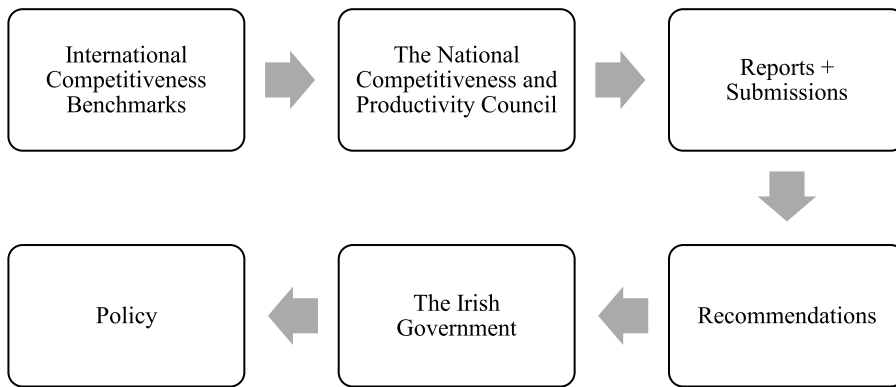 International
Competitiveness
Benchmarks
The National
Competitiveness and
Productivity Council
Reports +
Submissions
Recommendations
The Irish
Government
Policy